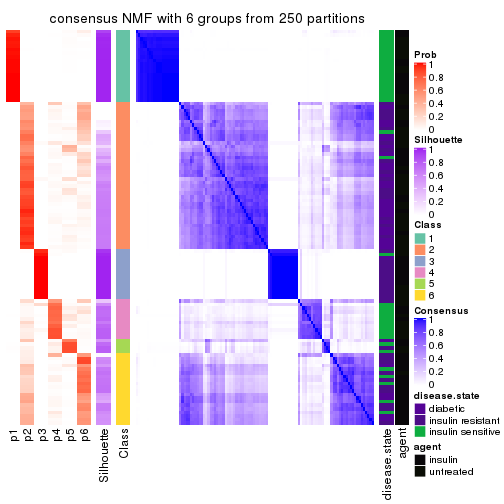 consensus NMF with 6 groups from 250 partitions
p1
p2
p3
p4
p5
p6
Silhouette
Class
disease.state
agent
Prob
1
0.8
0.6
0.4
0.2
0
Silhouette
1
0.8
0.6
0.4
0.2
0
Class
1
2
3
4
5
6
Consensus
1
0.8
0.6
0.4
0.2
0
disease.state
diabetic
insulin resistant
insulin sensitive
agent
insulin
untreated